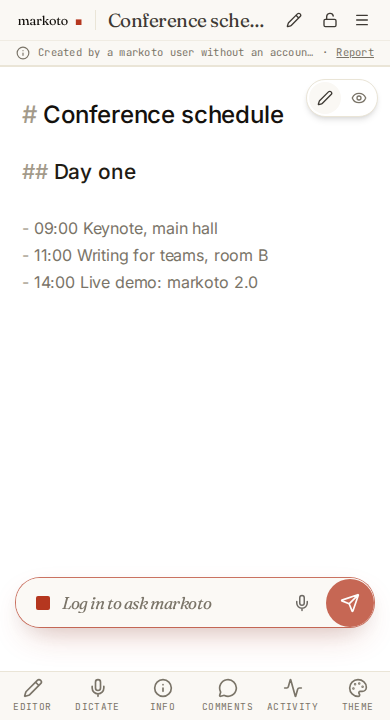 markoto
Conference sche...
Created by a markoto user without an accoun… · Report
# Conference schedule
## Day one
- 09:00 Keynote, main hall
- 11:00 Writing for teams, room B
- 14:00 Live demo: markoto 2.0
Log in to ask markoto
EDITOR DICTATE INFO COMMENTS ACTIVITY THEME